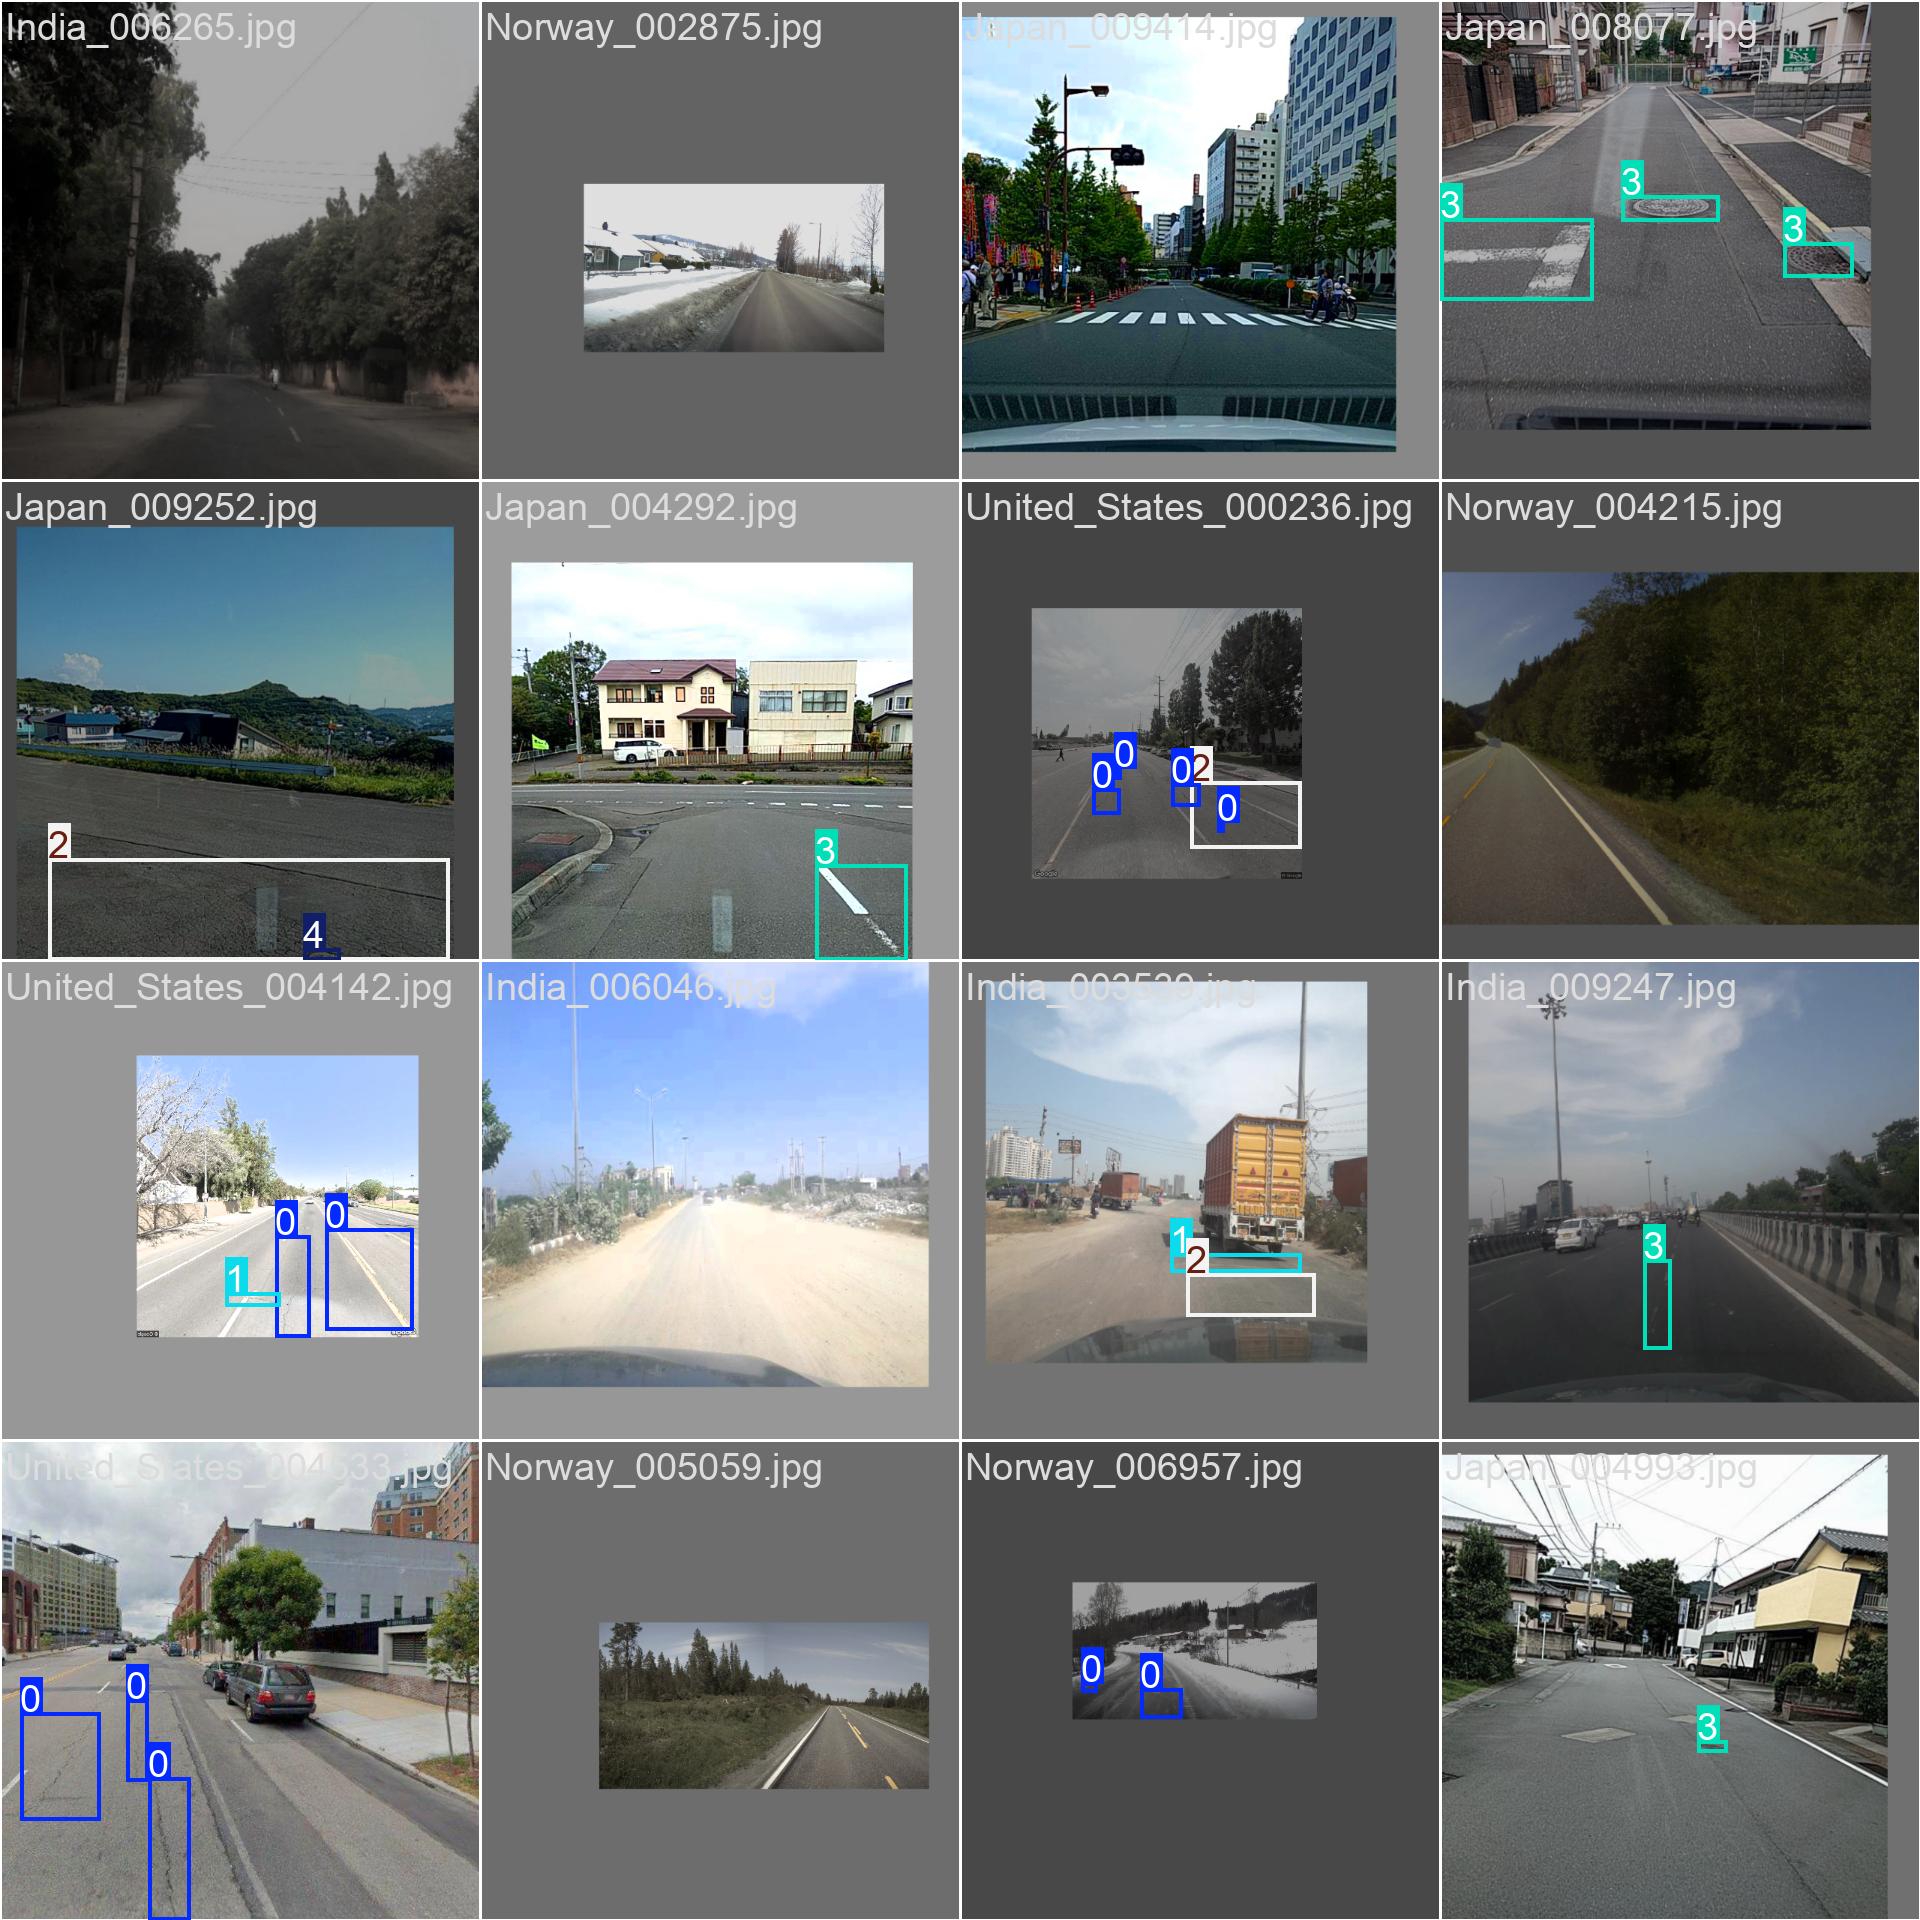 India_006265.jpg
Norway_002875.jpg
Japan_009414.jpg
Japan_008077.jpg
3
3
3
Japan_009252.jpg
2
4
Japan_004292.jpg
3
United_States_000236.jpg
0
0
0
2
0
Google
Norway_004215.jpg
United_States_004142.jpg
0
0
1
India_006046.jpg
India_003539.jpg
1
2
India_009247.jpg
3
United_States_004633.jpg
0
0
0
Norway_005059.jpg
Norway_006957.jpg
0
0
Japan_004993.jpg
3